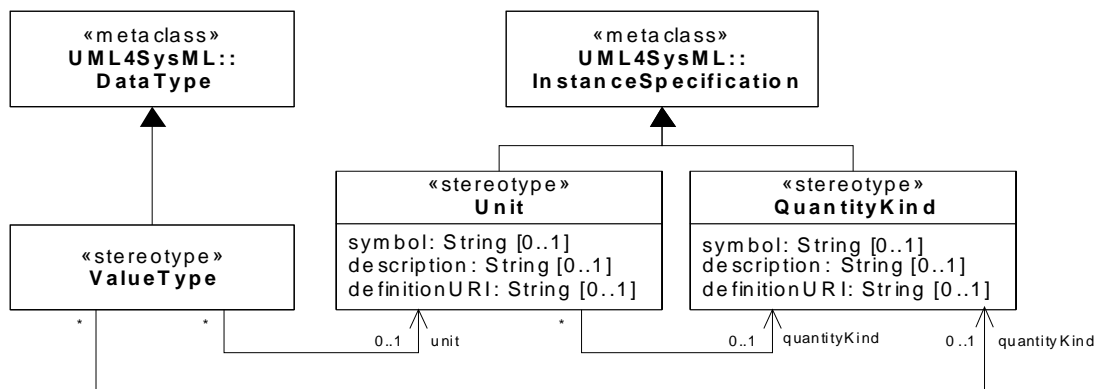 «metaclass»
UML4SysML::
DataType
«metaclass»
UML4SysML::
InstanceSpecification
«stereotype»
Unit
symbol: String [0..1]
description: String [0..1]
definitionURI: String [0..1]
«stereotype»
QuantityKind
symbol: String [0..1]
description: String [0..1]
definitionURI: String [0..1]
«stereotype»
ValueType
*
*
0..1
unit
*
0..1
quantityKind
0..1
quantityKind